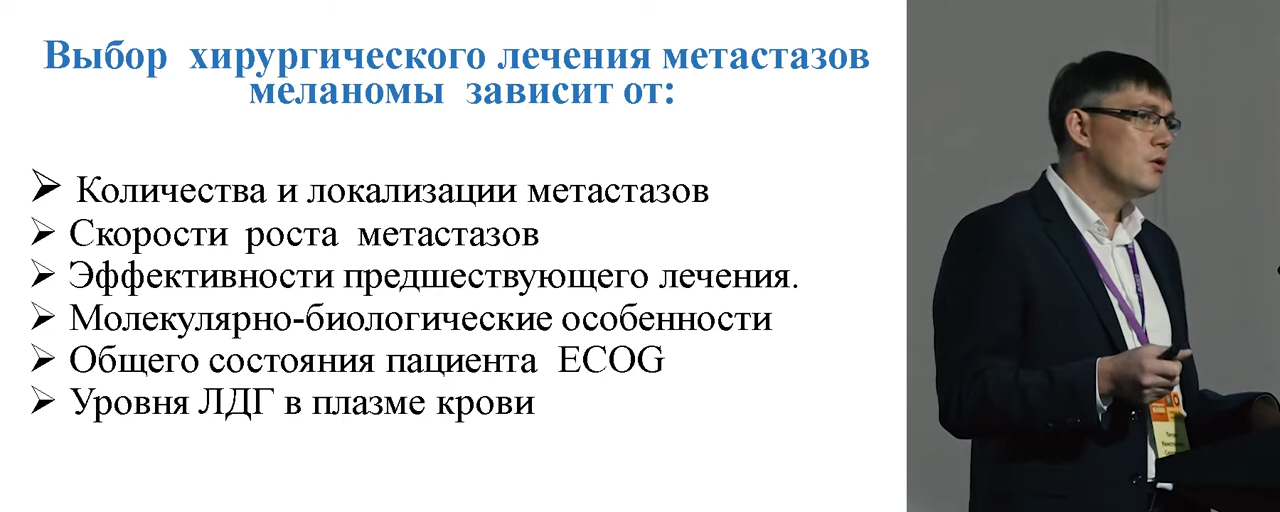 Выбор хирургического лечения метастазов
меланомы зависит от:
➢ Количества и локализации метастазов
➢ Скорости роста метастазов
➢ Эффективности предшествующего лечения.
➢ Молекулярно-биологические особенности
➢ Общего состояния пациента ECOG
➢ Уровня ЛДГ в плазме крови